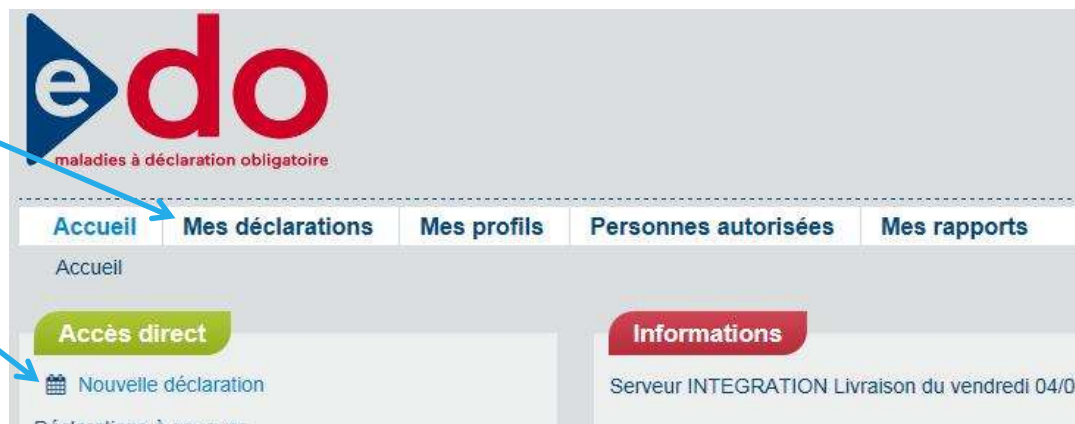 edo
maladies à déclaration obligatoire
Accueil Mes déclarations Mes profils Personnes autorisées Mes rapports
Accueil
Accès direct
Informations
Nouvelle déclaration
Serveur INTEGRATION Livraison du vendredi 04/0